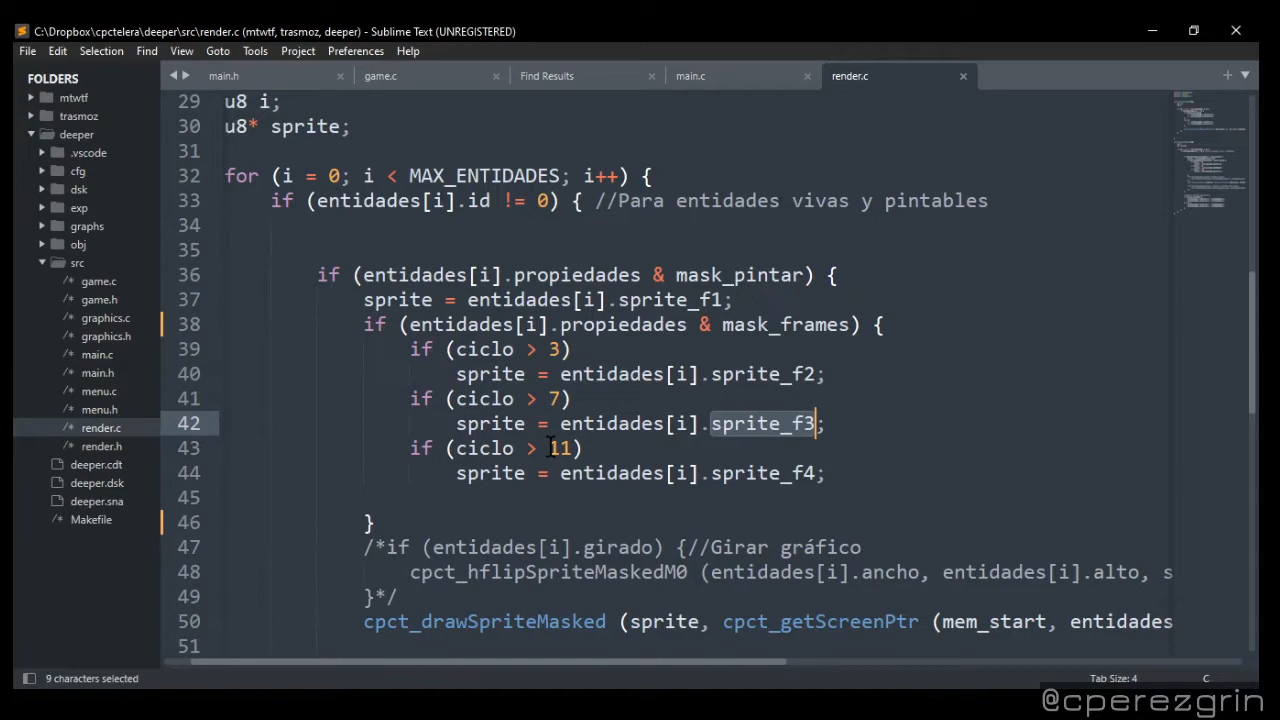 C:\Dropbox\cpctelera\deeper\src\render.c (mtwtf, trasmoz, deeper) - Sublime Text (UNREGISTERED)
File Edit Selection Find View Goto Tools Project Preferences Help
FOLDERS
mtwtf
trasmoz
deeper
.vscode
cfg
dsk
exp
graphs
obj
src
/* game.c
/* game.h
/* graphics.c
/* graphics.h
/* main.c
/* main.h
/* menu.c
/* menu.h
/* render.c
/* render.h
deeper.cdt
deeper.dsk
deeper.sna
Makefile
main.h game.c Find Results main.c render.c
29 u8 i;
30 u8* sprite;
31
32 for (i = 0; i < MAX_ENTIDADES; i++) {
33 if (entidades[i].id != 0) { //Para entidades vivas y pintables
34
35
36 if (entidades[i].propiedades & mask_pintar) {
37 sprite = entidades[i].sprite_f1;
38 if (entidades[i].propiedades & mask_frames) {
39 if (ciclo > 3)
40 sprite = entidades[i].sprite_f2;
41 if (ciclo > 7)
42 sprite = entidades[i].sprite_f3;
43 if (ciclo > 11)
44 sprite = entidades[i].sprite_f4;
45
46 }
47 /*if (entidades[i].girado) {//Girar gráfico
48 cpct_hflipSpriteMaskedM0 (entidades[i].ancho, entidades[i].alto, s
49 }*/
50 cpct_drawSpriteMasked (sprite, cpct_getScreenPtr (mem_start, entidades
51
9 characters selected Tab Size: 4 C
@cperezgrin